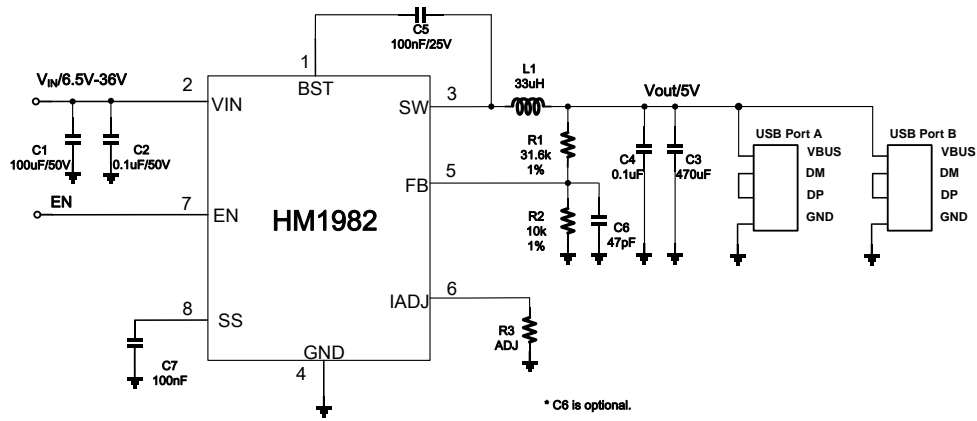 C5
100nF/25V
1
BST
V_IN/6.5V-36V
2
VIN
C1
100uF/50V
C2
0.1uF/50V
EN
7
EN
HM1982
SW
3
L1
33uH
Vout/5V
R1
31.6k
1%
FB
5
R2
10k
1%
C6
47pF
C4
0.1uF
C3
470uF
USB Port A
VBUS
DM
DP
GND
USB Port B
VBUS
DM
DP
GND
IADJ
6
R3
ADJ
8
SS
C7
100nF
GND
4
* C6 is optional.